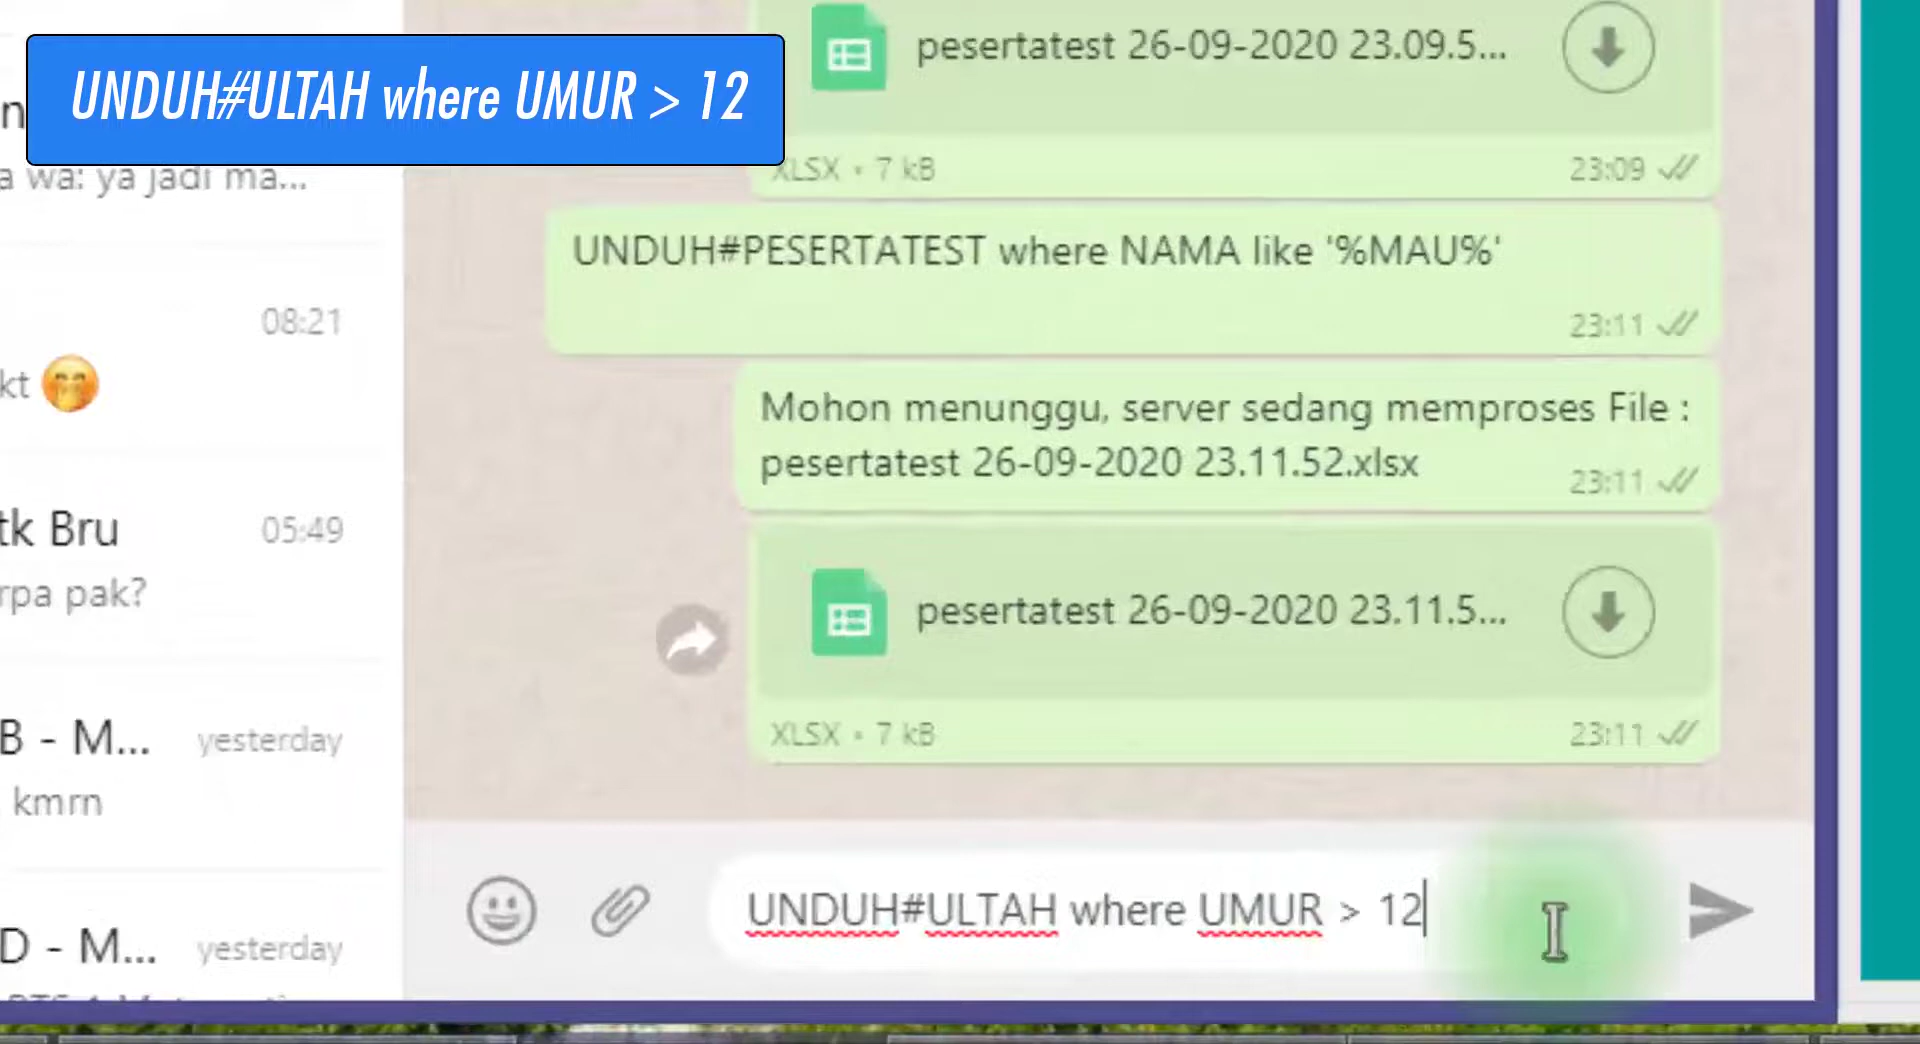 UNDUH#ULTAH where UMUR > 12
a wa: ya jadi ma...
08:21
kt
tk Bru
05:49
rpa pak?
B - M...
yesterday
kmrn
D - M...
yesterday
pesertatest 26-09-2020 23.09.5...
XLSX • 7 kB
23:09
UNDUH#PESERTATEST where NAMA like '%MAU%'
23:11
Mohon menunggu, server sedang memproses File :
pesertatest 26-09-2020 23.11.52.xlsx
23:11
pesertatest 26-09-2020 23.11.5...
XLSX • 7 kB
23:11
UNDUH#ULTAH where UMUR > 12